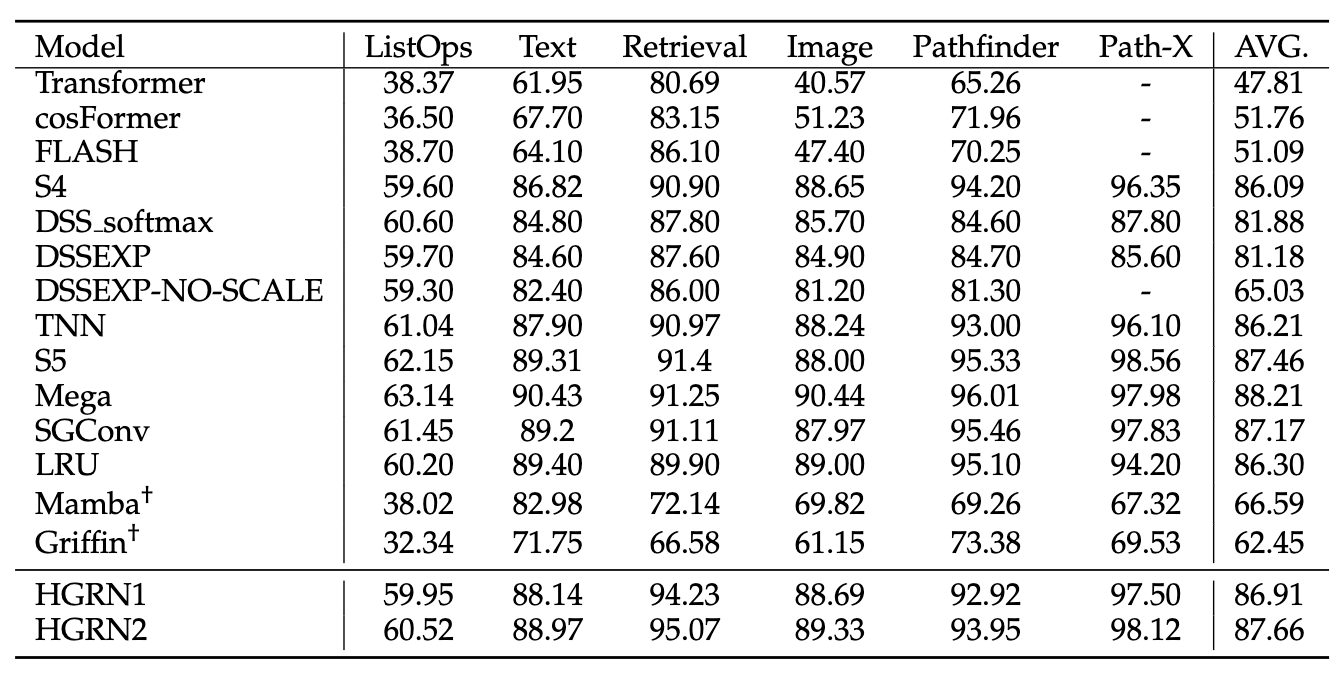 Model ListOps Text Retrieval Image Pathfinder Path-X AVG.
Transformer 38.37 61.95 80.69 40.57 65.26 - 47.81
cosFormer 36.50 67.70 83.15 51.23 71.96 - 51.76
FLASH 38.70 64.10 86.10 47.40 70.25 - 51.09
S4 59.60 86.82 90.90 88.65 94.20 96.35 86.09
DSS_softmax 60.60 84.80 87.80 85.70 84.60 87.80 81.88
DSSEXP 59.70 84.60 87.60 84.90 84.70 85.60 81.18
DSSEXP-NO-SCALE 59.30 82.40 86.00 81.20 81.30 - 65.03
TNN 61.04 87.90 90.97 88.24 93.00 96.10 86.21
S5 62.15 89.31 91.4 88.00 95.33 98.56 87.46
Mega 63.14 90.43 91.25 90.44 96.01 97.98 88.21
SGConv 61.45 89.2 91.11 87.97 95.46 97.83 87.17
LRU 60.20 89.40 89.90 89.00 95.10 94.20 86.30
Mamba† 38.02 82.98 72.14 69.82 69.26 67.32 66.59
Griffin† 32.34 71.75 66.58 61.15 73.38 69.53 62.45
HGRN1 59.95 88.14 94.23 88.69 92.92 97.50 86.91
HGRN2 60.52 88.97 95.07 89.33 93.95 98.12 87.66